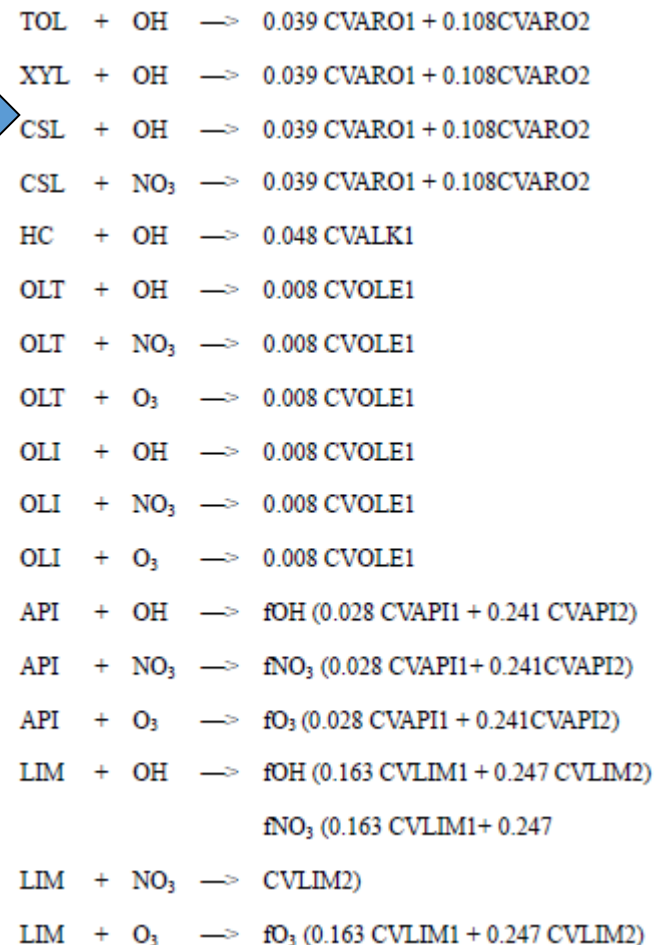 TOL + OH —> 0.039 CVARO1 + 0.108CVARO2
XYL + OH —> 0.039 CVARO1 + 0.108CVARO2
CSL + OH —> 0.039 CVARO1 + 0.108CVARO2
CSL + NO₃ —> 0.039 CVARO1 + 0.108CVARO2
HC + OH —> 0.048 CVALK1
OLT + OH —> 0.008 CVOLE1
OLT + NO₃ —> 0.008 CVOLE1
OLT + O₃ —> 0.008 CVOLE1
OLI + OH —> 0.008 CVOLE1
OLI + NO₃ —> 0.008 CVOLE1
OLI + O₃ —> 0.008 CVOLE1
API + OH —> fOH (0.028 CVAPI1 + 0.241 CVAPI2)
API + NO₃ —> fNO₃ (0.028 CVAPI1+ 0.241CVAPI2)
API + O₃ —> fO₃ (0.028 CVAPI1 + 0.241CVAPI2)
LIM + OH —> fOH (0.163 CVLIM1 + 0.247 CVLIM2)
fNO₃ (0.163 CVLIM1+ 0.247
LIM + NO₃ —> CVLIM2)
LIM + O₃ —> fO₃ (0.163 CVLIM1 + 0.247 CVLIM2)